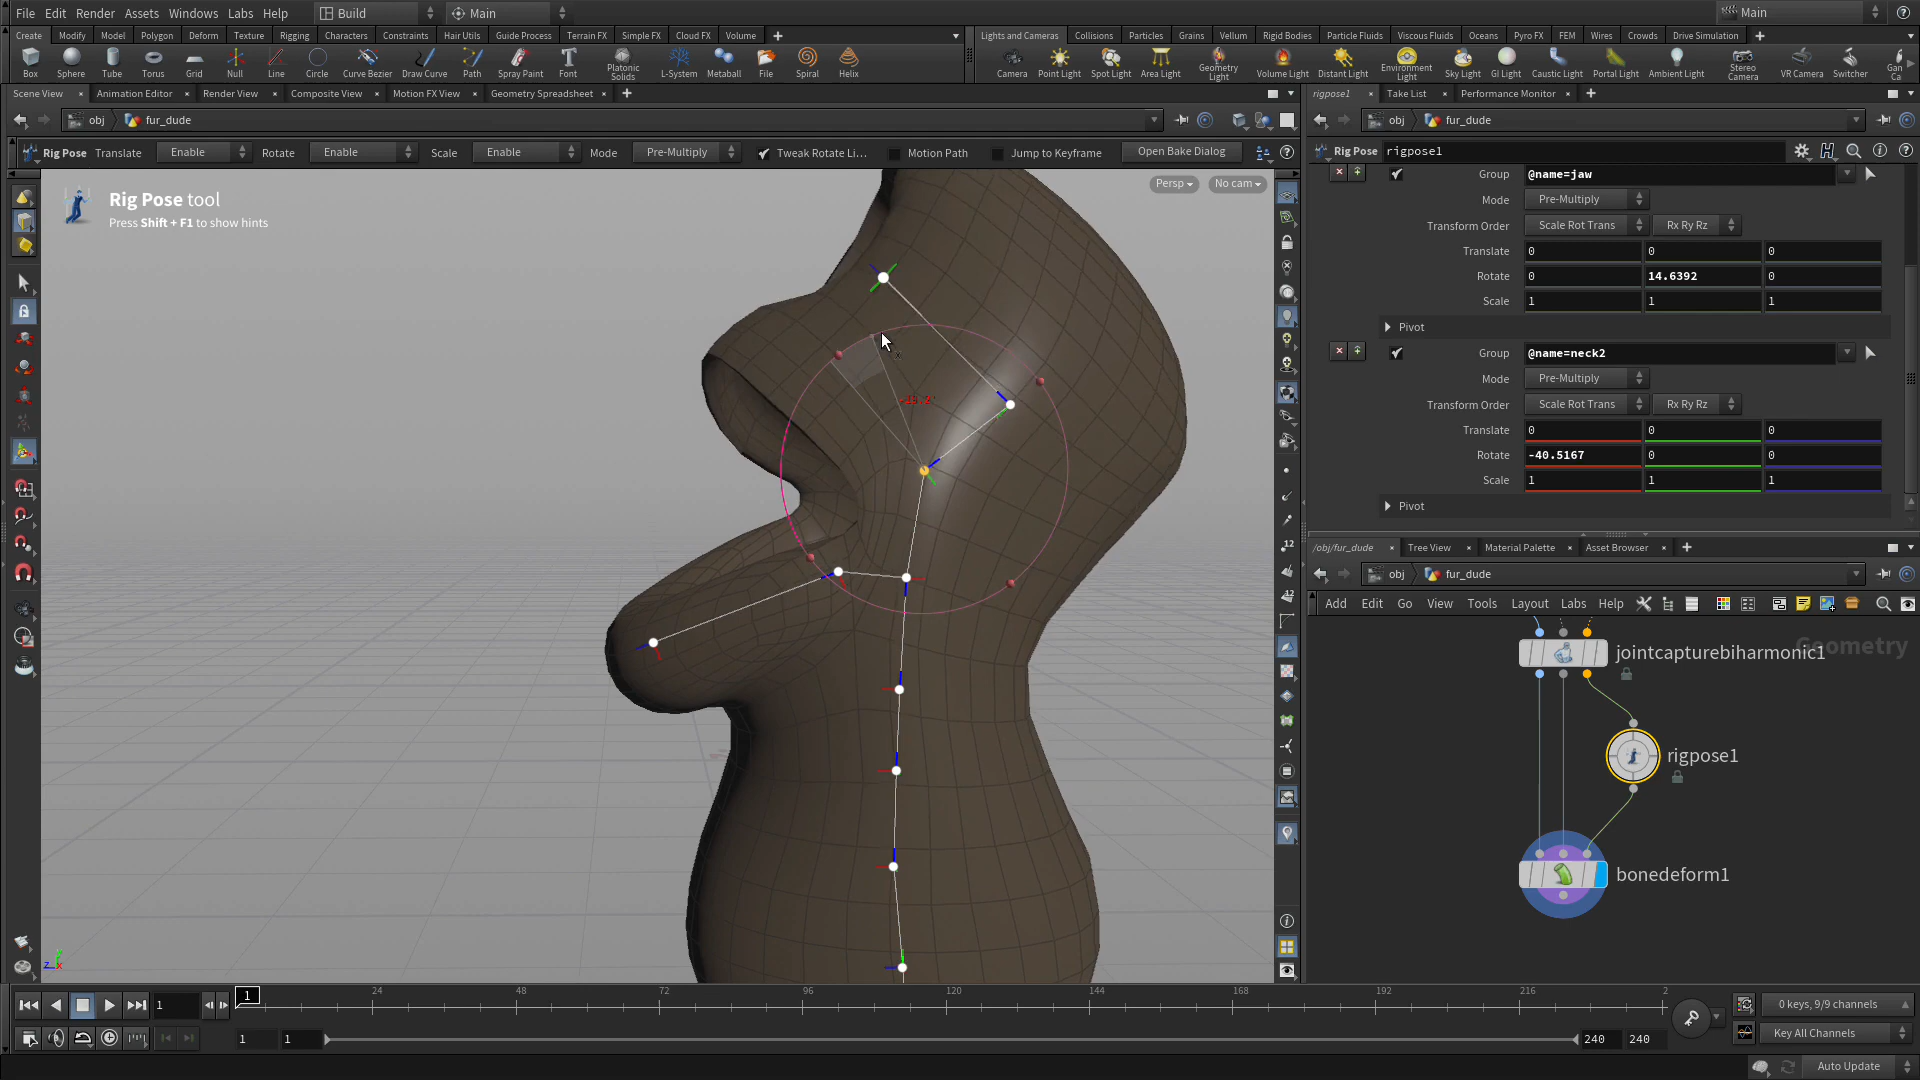 File Edit Render Assets Windows Labs Help Build Main Main
Create Modify Model Polygon Deform Texture Rigging Characters Constraints Hair Utils Guide Process Terrain FX Simple FX Cloud FX Volume
Box Sphere Tube Torus Grid Null Line Circle Curve Bezier Draw Curve Path Spray Paint Font Platonic Solids L-System Metaball File Spiral Helix
Lights and Cameras Collisions Particles Grains Vellum Rigid Bodies Particle Fluids Viscous Fluids Oceans Pyro FX FEM Wires Crowds Drive Simulation
Camera Point Light Spot Light Area Light Geometry Light Volume Light Distant Light Environment Light Sky Light GI Light Caustic Light Portal Light Ambient Light Stereo Camera VR Camera Switcher Gan Ca
Scene View Animation Editor Render View Composite View Motion FX View Geometry Spreadsheet
obj fur_dude
Rig Pose Translate Enable Rotate Enable Scale Enable Mode Pre-Multiply Tweak Rotate Li... Motion Path Jump to Keyframe Open Bake Dialog
Rig Pose tool
Press Shift + F1 to show hints
Persp No cam
x
z y x
rigpose1 Take List Performance Monitor
obj fur_dude
Rig Pose rigpose1
Group @name=jaw
Mode Pre-Multiply
Transform Order Scale Rot Trans Rx Ry Rz
Translate 0 0 0
Rotate 0 14.6392 0
Scale 1 1 1
Pivot
Group @name=neck2
Mode Pre-Multiply
Transform Order Scale Rot Trans Rx Ry Rz
Translate 0 0 0
Rotate -40.5167 0 0
Scale 1 1 1
Pivot
/obj/fur_dude Tree View Material Palette Asset Browser
obj fur_dude
Add Edit Go View Tools Layout Labs Help
Geometry
jointcapturebiharmonic1
rigpose1
bonedeform1
12
12
1 1 24 48 72 96 120 144 168 192 216 2
0 keys, 9/9 channels
1 1 240 240
Key All Channels
Auto Update